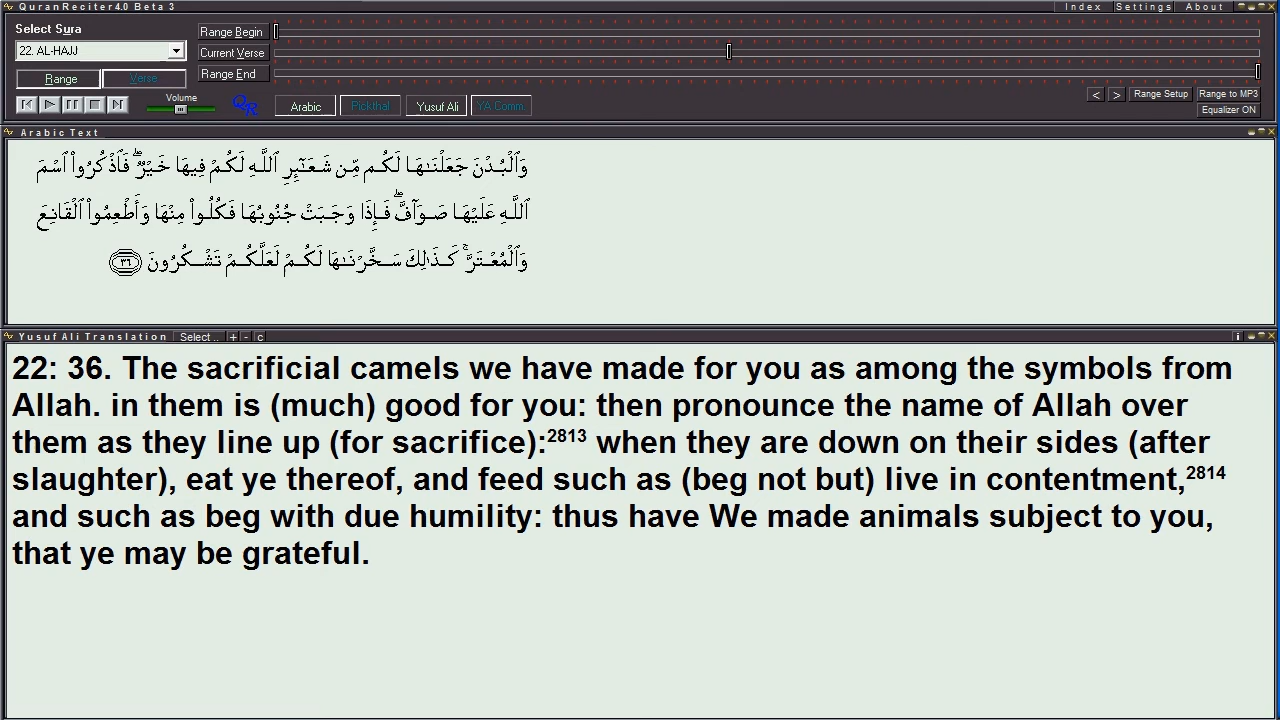 QuranReciter4.0 Beta 3
Index Settings About
Select Sura
22. AL-HAJJ
Range Verse
Range Begin
Current Verse
Range End
Volume
QR
Arabic Pickthal Yusuf Ali YA Comm.
< > Range Setup Range to MP3
Equalizer ON
Arabic Text
وَٱلْبُدْنَ جَعَلْنَـٰهَا لَكُم مِّن شَعَـٰٓئِرِ ٱللَّهِ لَكُمْ فِيهَا خَيْرٌ ۖ فَٱذْكُرُوا۟ ٱسْمَ
ٱللَّهِ عَلَيْهَا صَوَآفَّ ۖ فَإِذَا وَجَبَتْ جُنُوبُهَا فَكُلُوا۟ مِنْهَا وَأَطْعِمُوا۟ ٱلْقَانِعَ
وَٱلْمُعْتَرَّ ۚ كَذَٰلِكَ سَخَّرْنَـٰهَا لَكُمْ لَعَلَّكُمْ تَشْكُرُونَ ٣٦
Yusuf Ali Translation Select .. + - c i
22: 36. The sacrificial camels we have made for you as among the symbols from
Allah. in them is (much) good for you: then pronounce the name of Allah over
them as they line up (for sacrifice):2813 when they are down on their sides (after
slaughter), eat ye thereof, and feed such as (beg not but) live in contentment,2814
and such as beg with due humility: thus have We made animals subject to you,
that ye may be grateful.